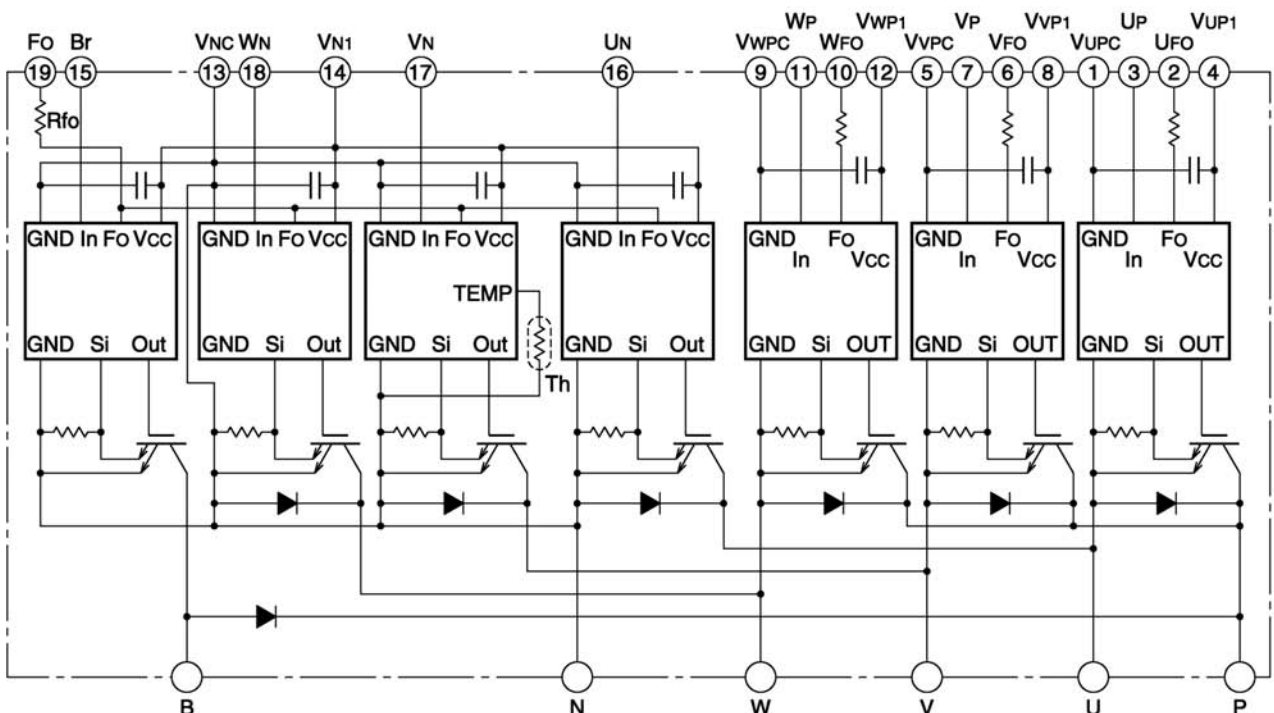 WP VWP1 VP VVP1 UP VUP1
FO Br VNC WN VN1 VN UN VWPC WFO VVPC VFO VUPC UFO
19 15 13 18 14 17 16 9 11 10 12 5 7 6 8 1 3 2 4
Rfo
GND In FO VCC GND In FO VCC GND In FO VCC GND In FO VCC GND FO GND FO GND FO
In VCC In VCC In VCC
TEMP
GND Si Out GND Si Out GND Si Out GND Si Out GND Si OUT GND Si OUT GND Si OUT
Th
B N W V U P